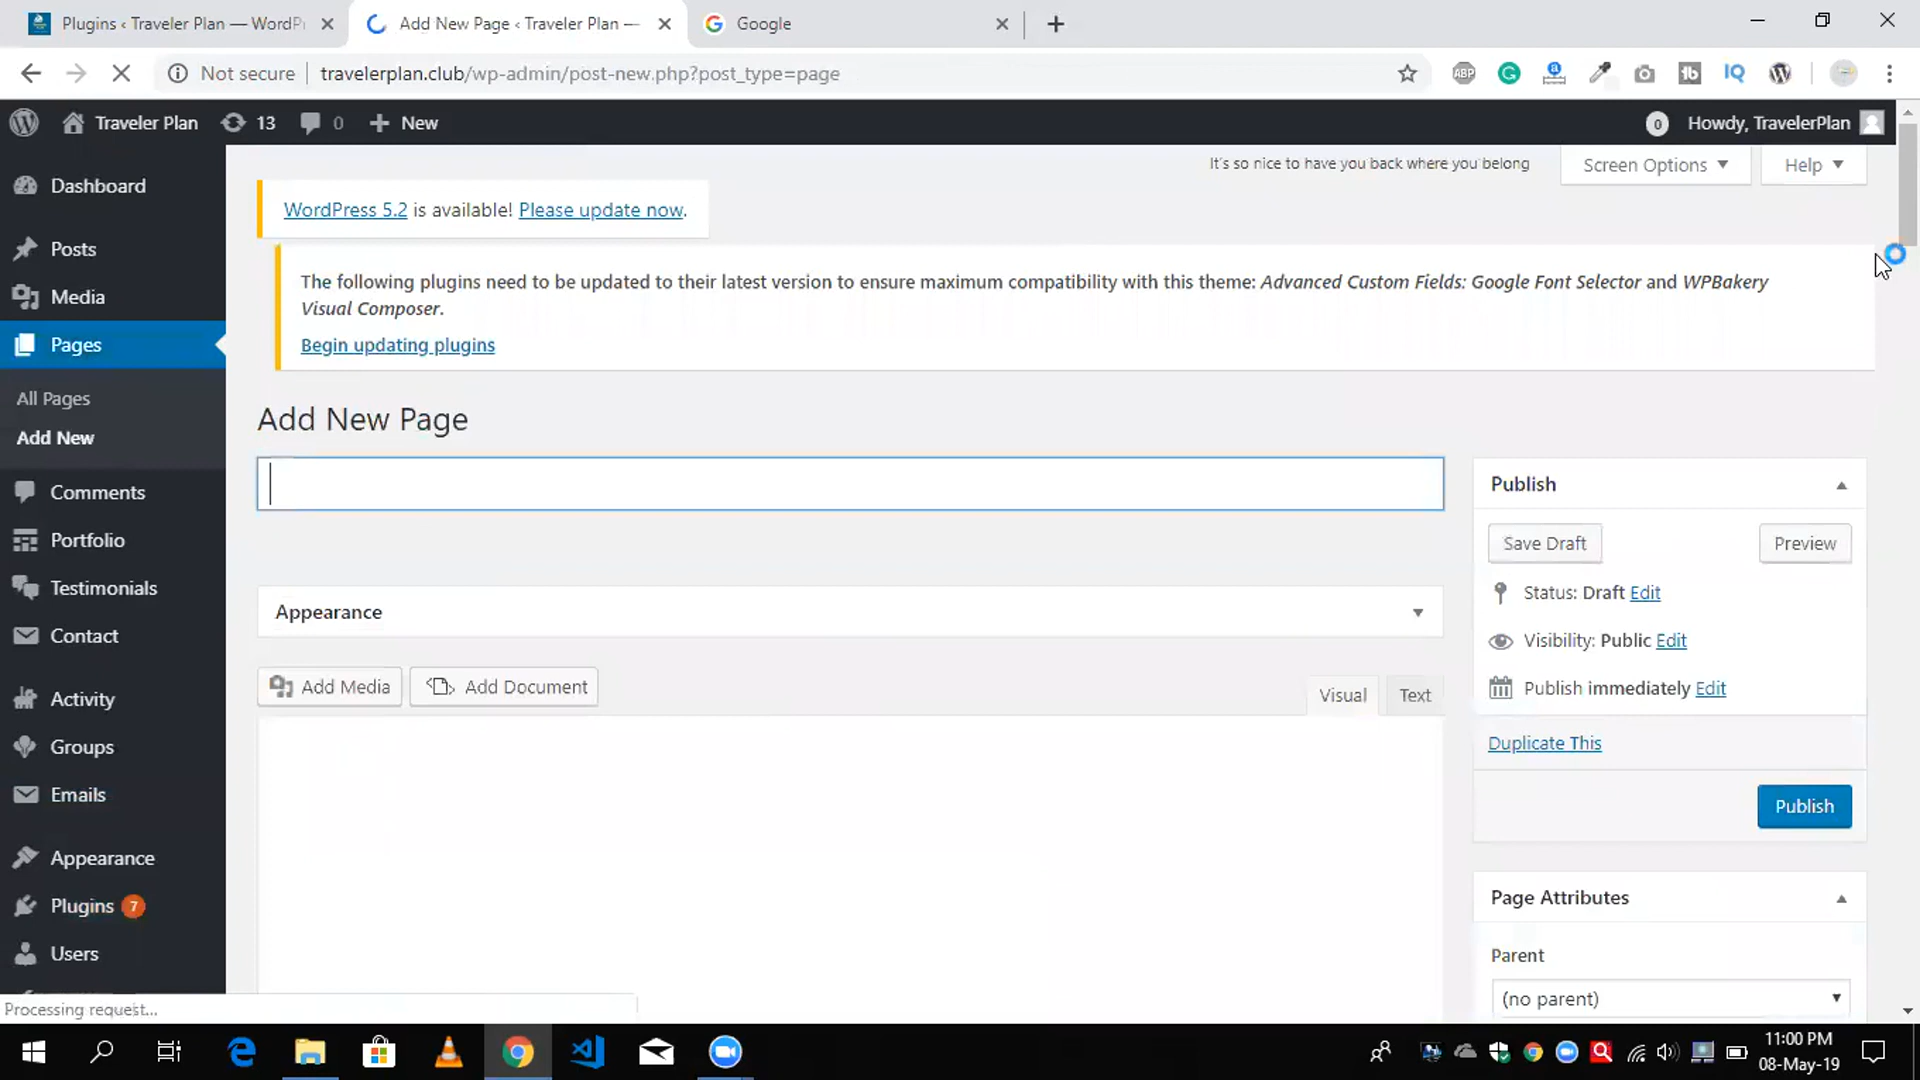 Plugins ‹ Traveler Plan — WordPr
Add New Page ‹ Traveler Plan —
Google
Not secure
travelerplan.club/wp-admin/post-new.php?post_type=page
ABP
Traveler Plan
13
0
New
0
Howdy, TravelerPlan
It's so nice to have you back where you belong
Screen Options
Help
Dashboard
Posts
Media
Pages
All Pages
Add New
Comments
Portfolio
Testimonials
Contact
Activity
Groups
Emails
Appearance
Plugins 7
Users
WordPress 5.2 is available! Please update now.
The following plugins need to be updated to their latest version to ensure maximum compatibility with this theme: Advanced Custom Fields: Google Font Selector and WPBakery
Visual Composer.
Begin updating plugins
Add New Page
Appearance
Add Media
Add Document
Visual
Text
Publish
Save Draft
Preview
Status: Draft Edit
Visibility: Public Edit
Publish immediately Edit
Duplicate This
Publish
Page Attributes
Parent
(no parent)
Processing request...
11:00 PM
08-May-19